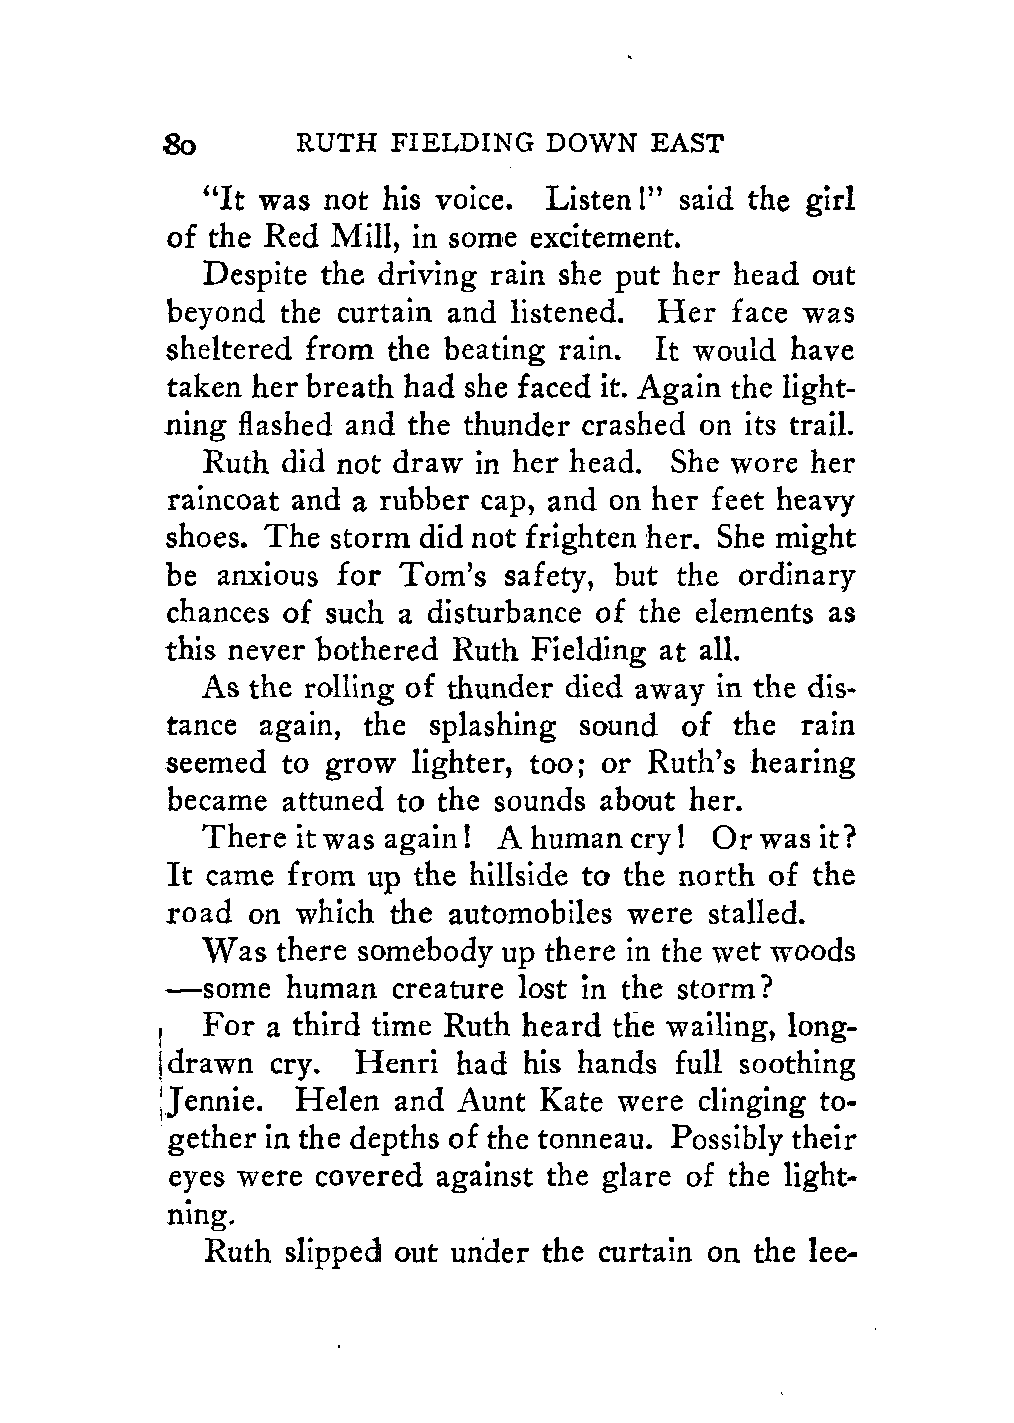 80 RUTH FIELDING DOWN EAST
"It was not his voice. Listen!" said the girl
of the Red Mill, in some excitement.
Despite the driving rain she put her head out
beyond the curtain and listened. Her face was
sheltered from the beating rain. It would have
taken her breath had she faced it. Again the light-
ning flashed and the thunder crashed on its trail.
Ruth did not draw in her head. She wore her
raincoat and a rubber cap, and on her feet heavy
shoes. The storm did not frighten her. She might
be anxious for Tom's safety, but the ordinary
chances of such a disturbance of the elements as
this never bothered Ruth Fielding at all.
As the rolling of thunder died away in the dis-
tance again, the splashing sound of the rain
seemed to grow lighter, too; or Ruth's hearing
became attuned to the sounds about her.
There it was again! A human cry! Or was it?
It came from up the hillside to the north of the
road on which the automobiles were stalled.
Was there somebody up there in the wet woods
—some human creature lost in the storm?
For a third time Ruth heard the wailing, long-
drawn cry. Henri had his hands full soothing
Jennie. Helen and Aunt Kate were clinging to-
gether in the depths of the tonneau. Possibly their
eyes were covered against the glare of the light-
ning.
Ruth slipped out under the curtain on the lee-